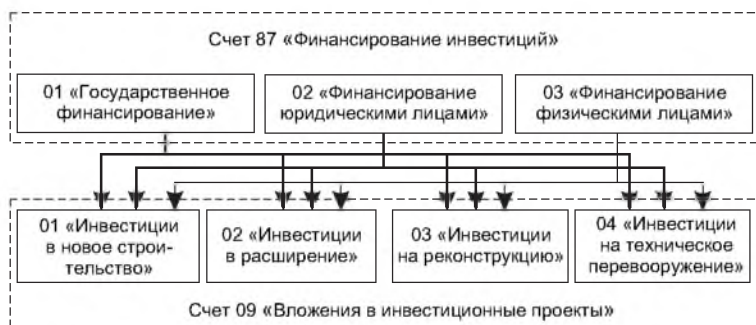 Счет 87 «Финансирование инвестиций»
01 «Государственное
финансирование»
02 «Финансирование
юридическими лицами»
03 «Финансирование
физическими лицами»
01 «Инвестиции
в новое строи-
тельство»
02 «Инвестиции
в расширение»
03 «Инвестиции
на реконструкцию»
04 «Инвестиции
на техническое
перевооружение»
Счет 09 «Вложения в инвестиционные проекты»